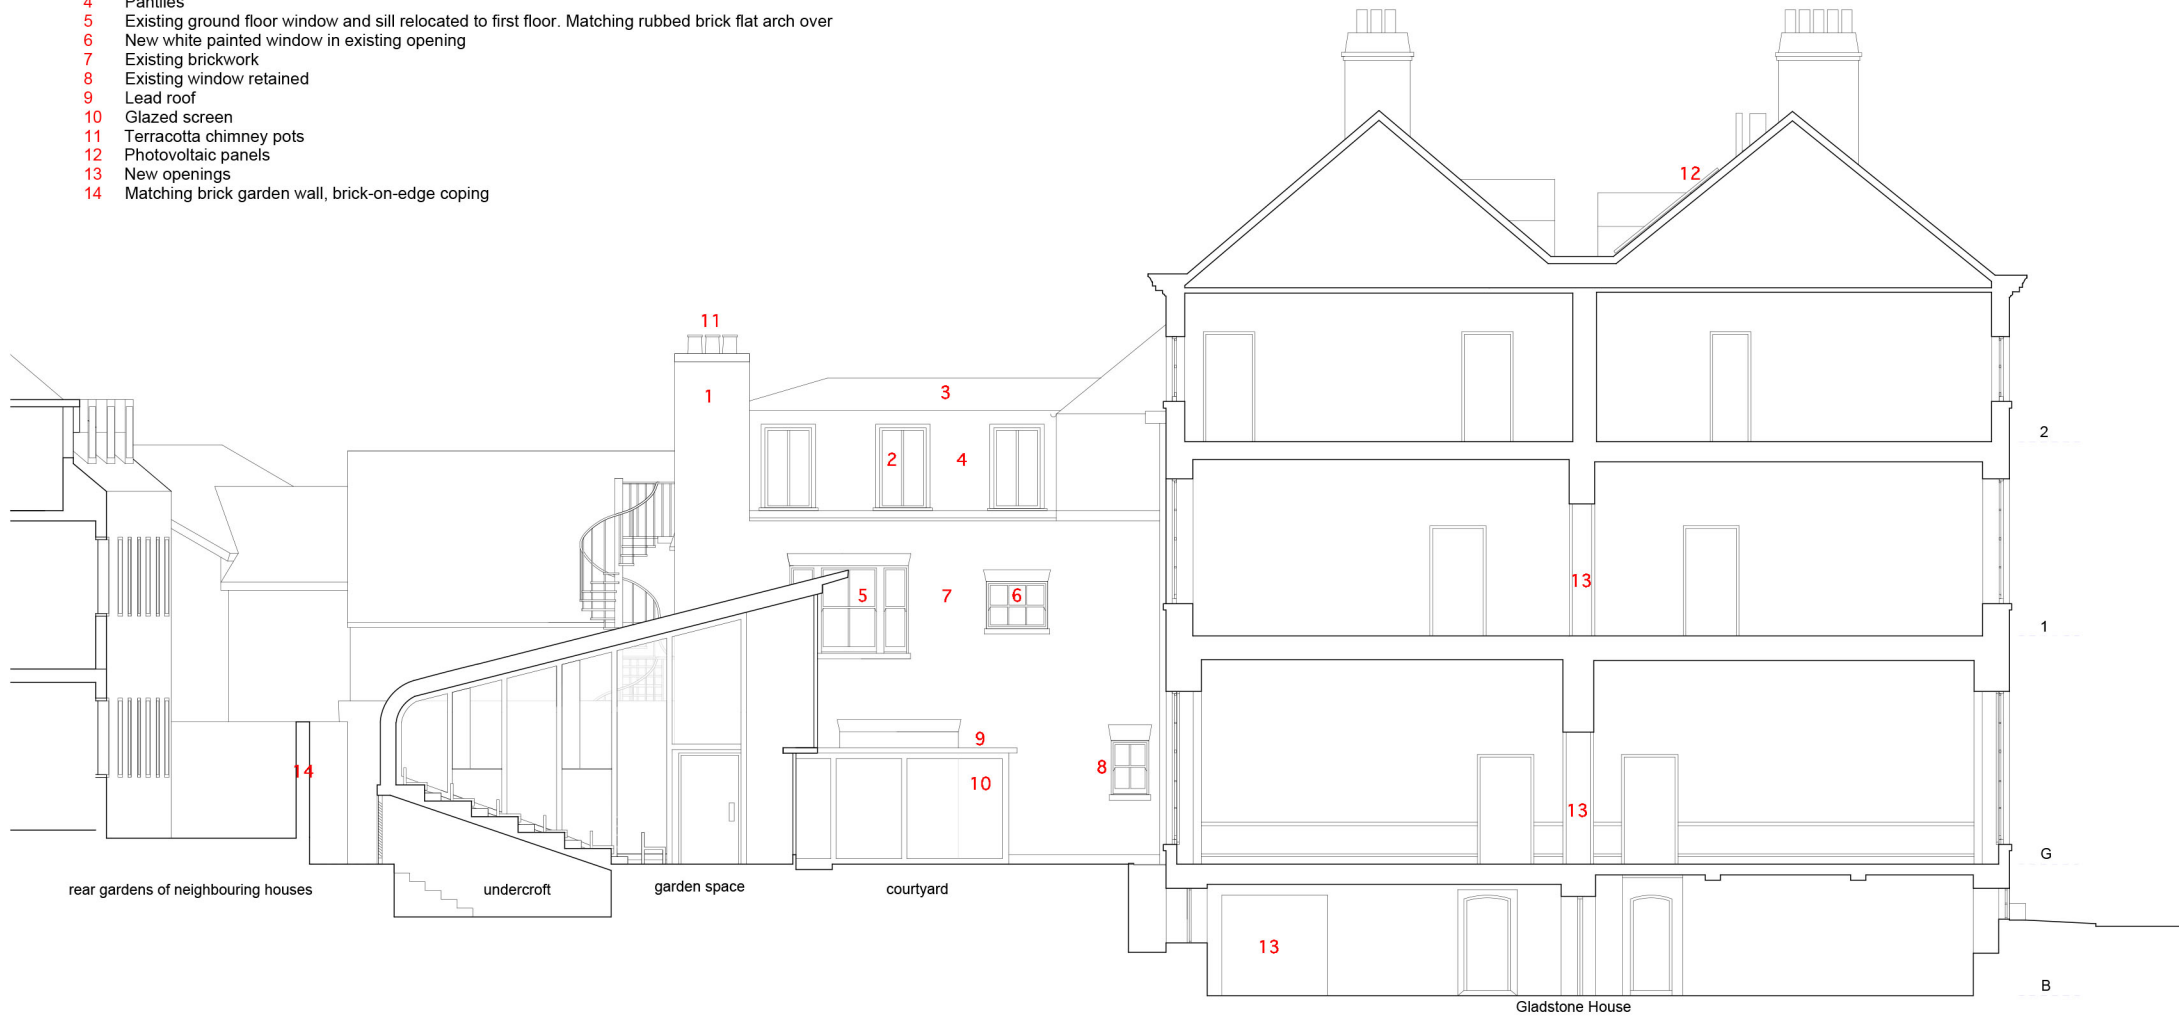 4 Pantiles
5 Existing ground floor window and sill relocated to first floor. Matching rubbed brick flat arch over
6 New white painted window in existing opening
7 Existing brickwork
8 Existing window retained
9 Lead roof
10 Glazed screen
11 Terracotta chimney pots
12 Photovoltaic panels
13 New openings
14 Matching brick garden wall, brick-on-edge coping
12
11
1
3
2
4
2
5
7
6
13
1
9
14
8
10
13
G
rear gardens of neighbouring houses
undercroft
garden space
courtyard
13
B
Gladstone House